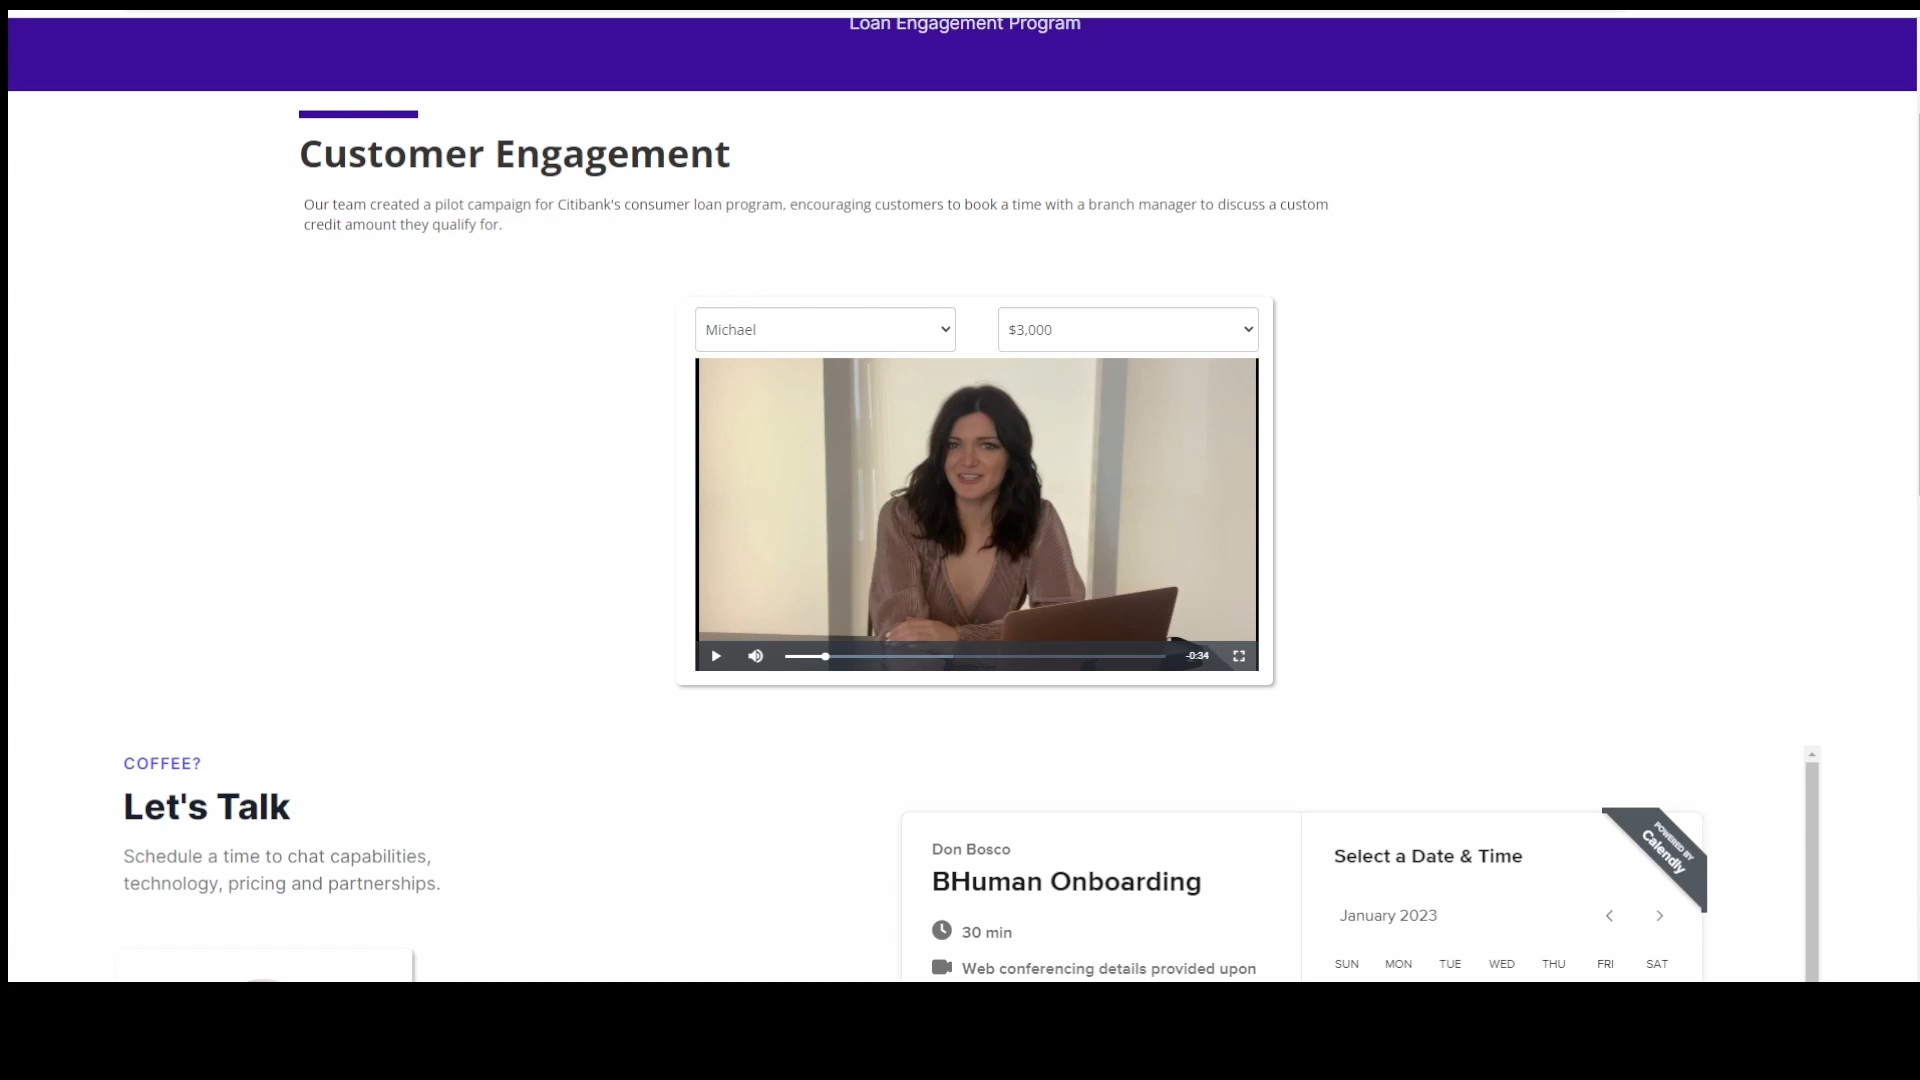 Loan Engagement Program
Customer Engagement
Our team created a pilot campaign for Citibank's consumer loan program, encouraging customers to book a time with a branch manager to discuss a custom
credit amount they qualify for.
Michael
$3,000
-0:34
COFFEE?
Let's Talk
Schedule a time to chat capabilities,
technology, pricing and partnerships.
Don Bosco
BHuman Onboarding
30 min
Web conferencing details provided upon
Select a Date & Time
POWERED BY
Calendly
January 2023
SUN MON TUE WED THU FRI SAT